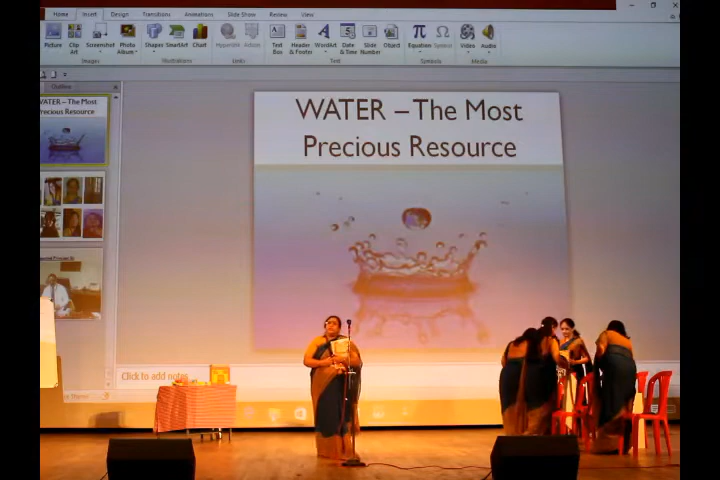 Home Insert Design Transitions Animations Slide Show Review View
Picture Clip Art Screenshot Photo Album Shapes SmartArt Chart Hyperlink Action Text Box Header & Footer WordArt Date & Time Slide Number Object Equation Symbol Video Audio
Images Illustrations Links Text Symbols Media
Outline
WATER – The Most
Precious Resource
WATER – The Most
Precious Resource
Click to add notes